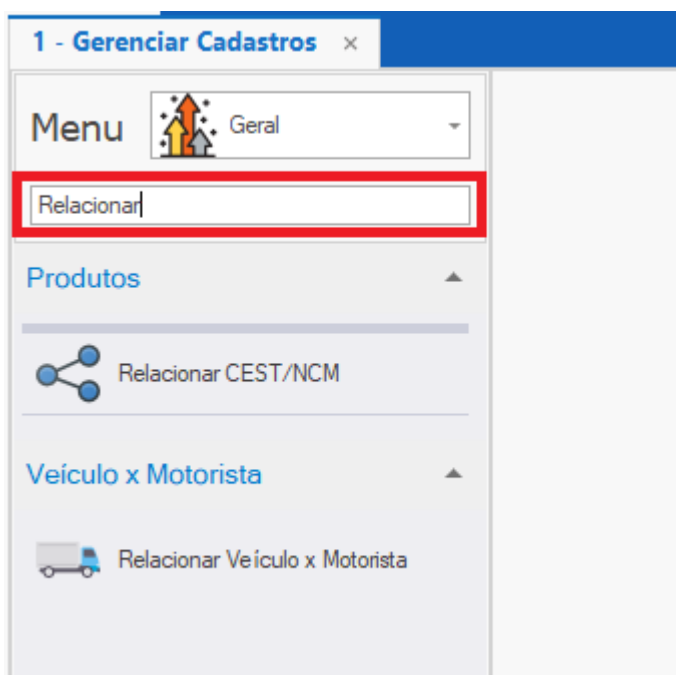 1 - Gerenciar Cadastros ×
Menu Geral
Relacionar
Produtos
Relacionar CEST/NCM
Veículo x Motorista
Relacionar Veículo x Motorista